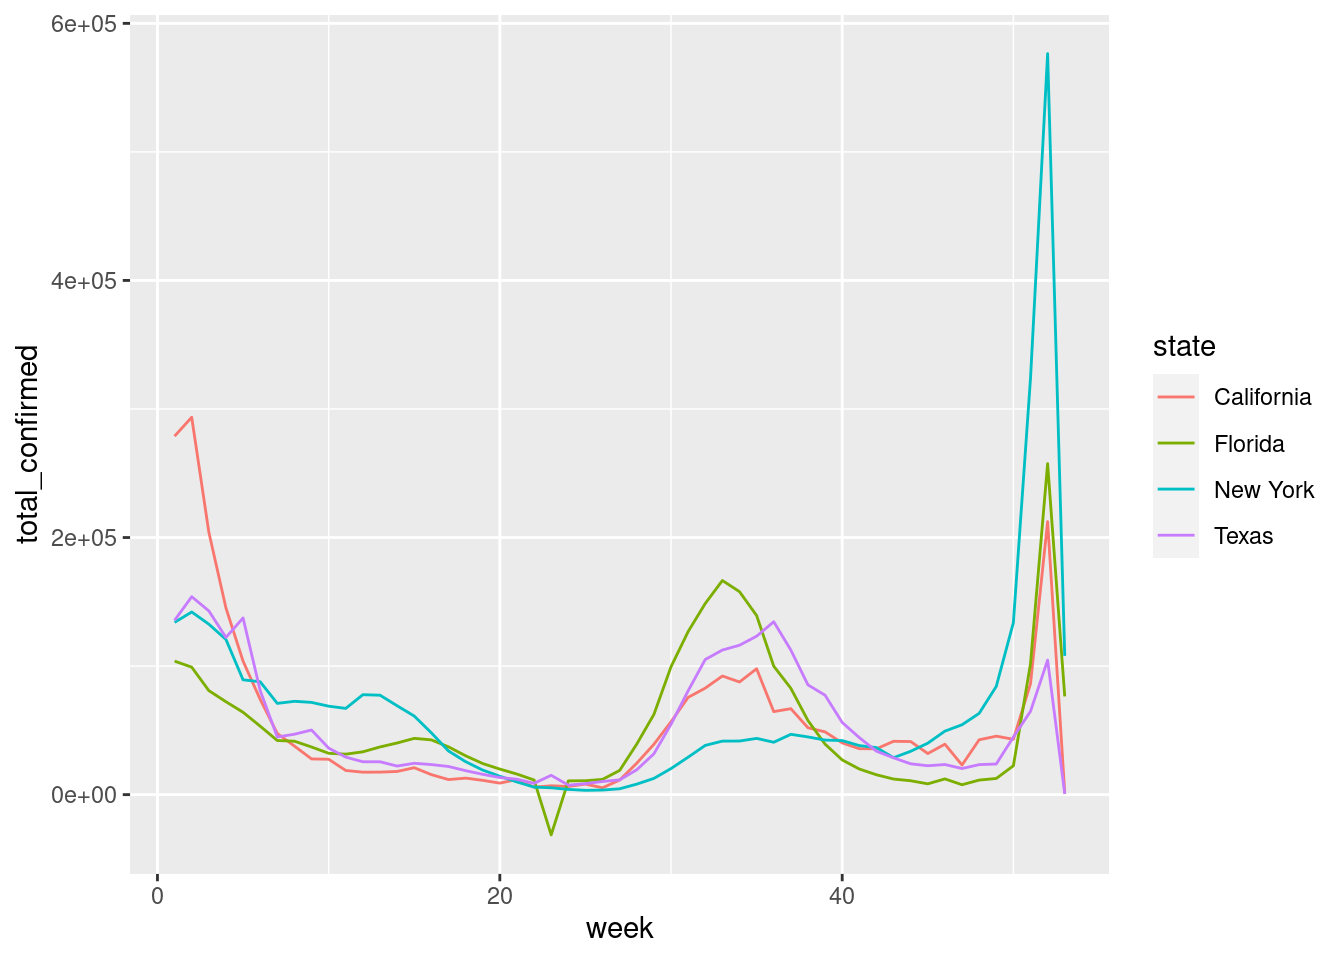 6e+05
4e+05
2e+05
0e+00
total_confirmed
0
20
40
week
state
California
Florida
New York
Texas